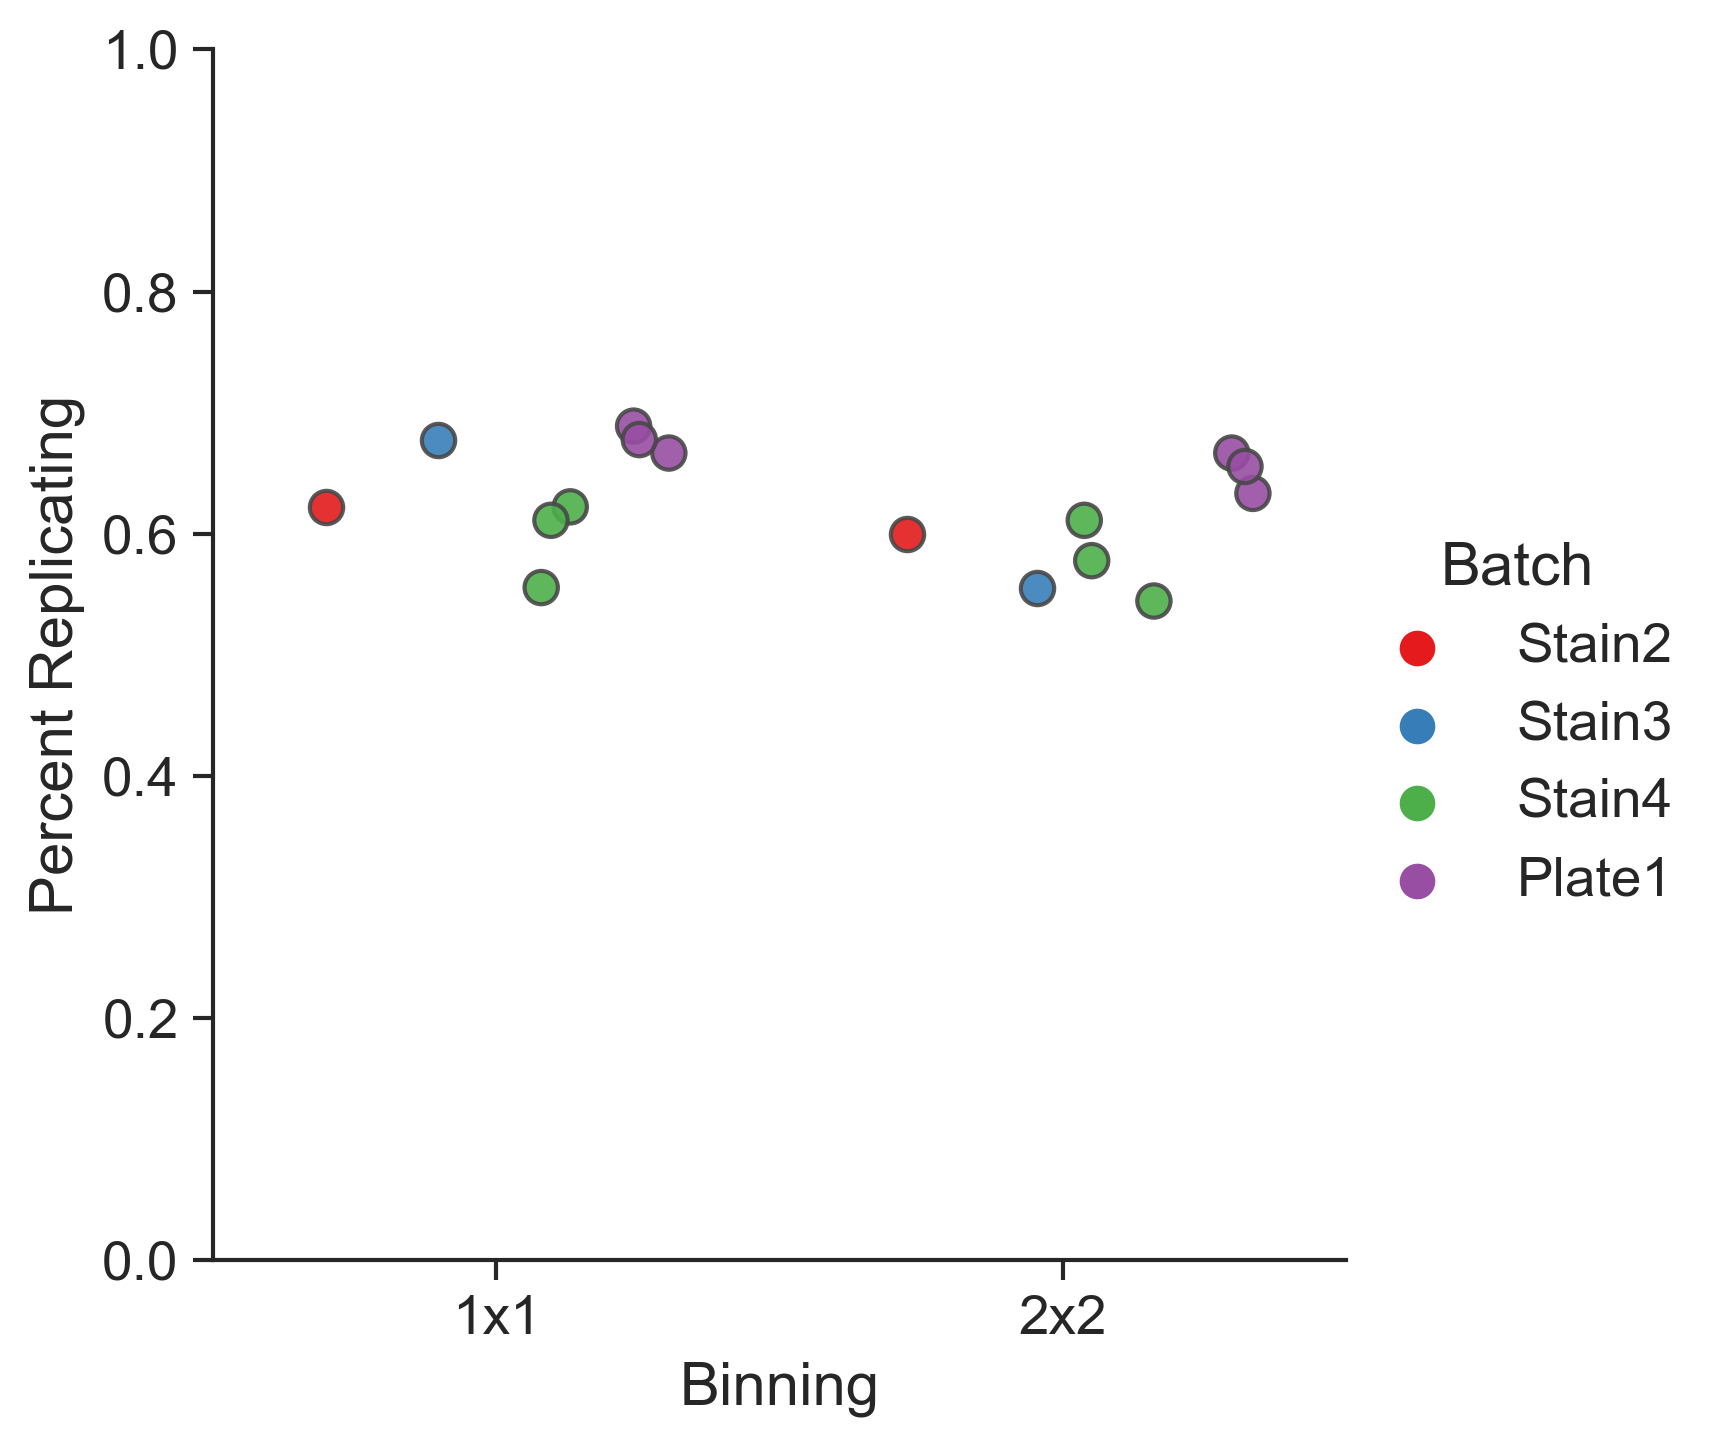 1.0
0.8
0.6
0.4
0.2
0.0
Percent Replicating
1x1
2x2
Binning
Batch
Stain2
Stain3
Stain4
Plate1